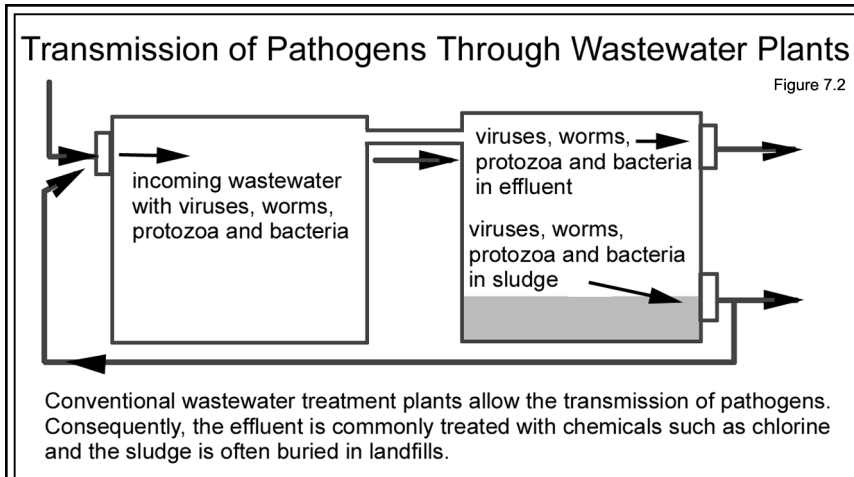 Transmission of Pathogens Through Wastewater Plants
Figure 7.2
incoming wastewater
with viruses, worms,
protozoa and bacteria
viruses, worms,
protozoa and bacteria
in effluent
viruses, worms,
protozoa and bacteria
in sludge
Conventional wastewater treatment plants allow the transmission of pathogens.
Consequently, the effluent is commonly treated with chemicals such as chlorine
and the sludge is often buried in landfills.